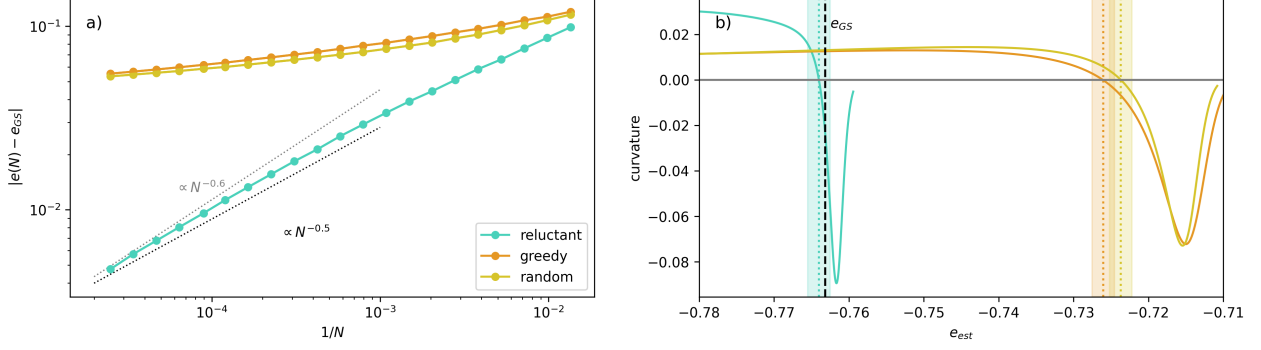 a)
10⁻¹
10⁻²
|e(N) − e_GS|
∝ N⁻⁰·⁶
∝ N⁻⁰·⁵
reluctant
greedy
random
10⁻⁴
10⁻³
10⁻²
1/N
b)
e_GS
0.02
0.00
−0.02
−0.04
−0.06
−0.08
curvature
−0.78
−0.77
−0.76
−0.75
−0.74
−0.73
−0.72
−0.71
e_est